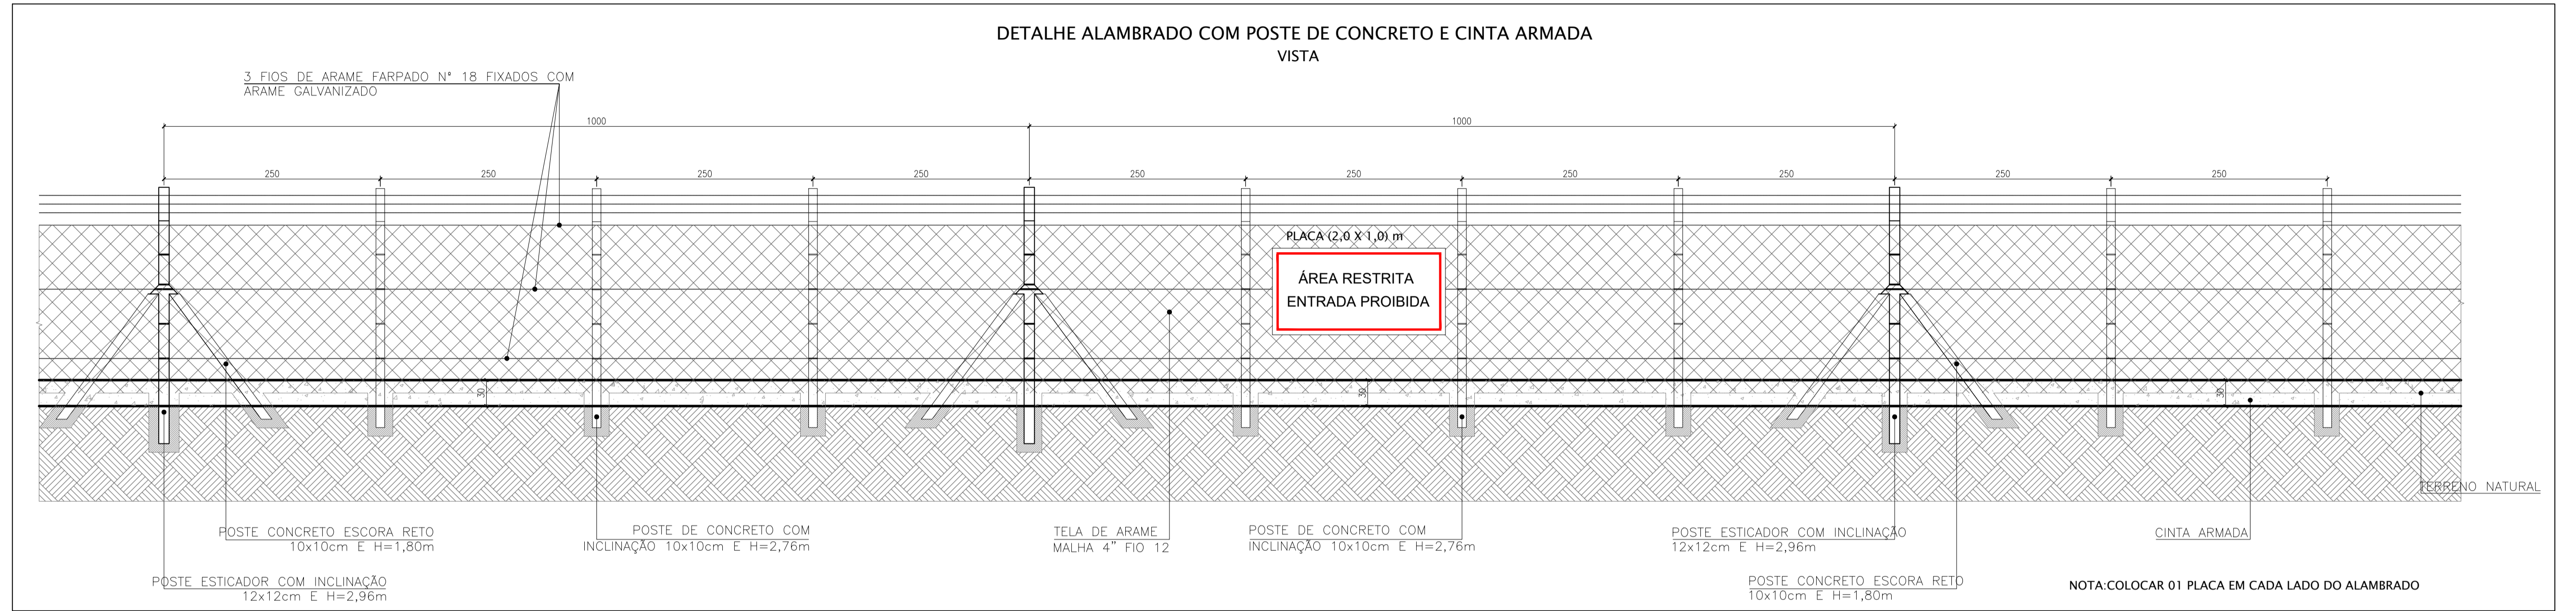 DETALHE ALAMBRADO COM POSTE DE CONCRETO E CINTA ARMADA
VISTA
3 FIOS DE ARAME FARPADO N° 18 FIXADOS COM
ARAME GALVANIZADO
1000
1000
250
250
250
250
250
250
250
250
250
250
PLACA (2,0 X 1,0) m
ÁREA RESTRITA
ENTRADA PROIBIDA
30
30
30
TERRENO NATURAL
POSTE CONCRETO ESCORA RETO
10x10cm E H=1,80m
POSTE DE CONCRETO COM
INCLINAÇÃO 10x10cm E H=2,76m
TELA DE ARAME
MALHA 4" FIO 12
POSTE DE CONCRETO COM
INCLINAÇÃO 10x10cm E H=2,76m
POSTE ESTICADOR COM INCLINAÇÃO
12x12cm E H=2,96m
CINTA ARMADA
POSTE ESTICADOR COM INCLINAÇÃO
12x12cm E H=2,96m
POSTE CONCRETO ESCORA RETO
10x10cm E H=1,80m
NOTA:COLOCAR 01 PLACA EM CADA LADO DO ALAMBRADO